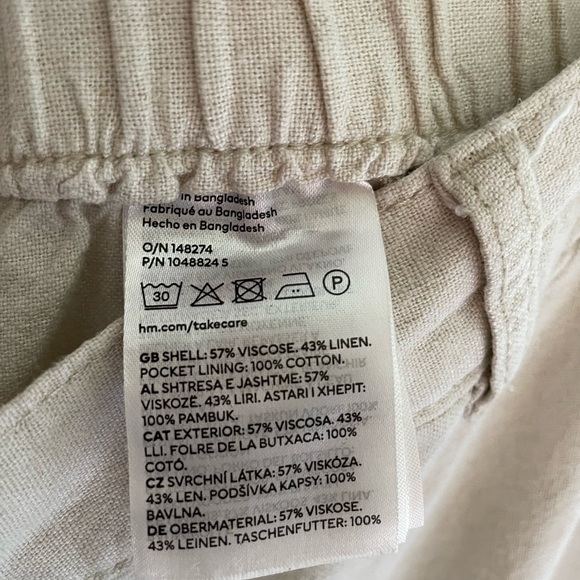 in Bangladesh
Fabriqué au Bangladesh
Hecho en Bangladesh
O/N 148274
P/N 1048824 5
30 P
hm.com/takecare
GB SHELL: 57% VISCOSE. 43% LINEN.
POCKET LINING: 100% COTTON.
AL SHTRESA E JASHTME: 57%
VISKOZË. 43% LIRI. ASTARI I XHEPIT:
100% PAMBUK.
CAT EXTERIOR: 57% VISCOSA. 43%
LLI. FOLRE DE LA BUTXACA: 100%
COTÓ.
CZ SVRCHNÍ LÁTKA: 57% VISKÓZA.
43% LEN. PODŠÍVKA KAPSY: 100%
BAVLNA.
DE OBERMATERIAL: 57% VISKOSE.
43% LEINEN. TASCHENFUTTER: 100%